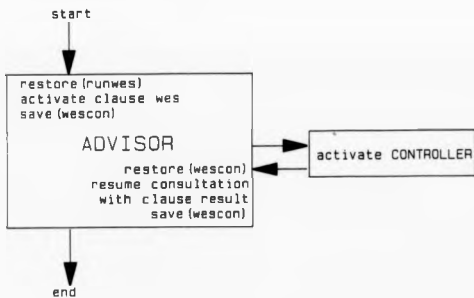 start
restore(runwes)
activate clause wes
save(wescon)
ADVISOR
activate CONTROLLER
restore(wescon)
resume consultation
with clause result
save(wescon)
end